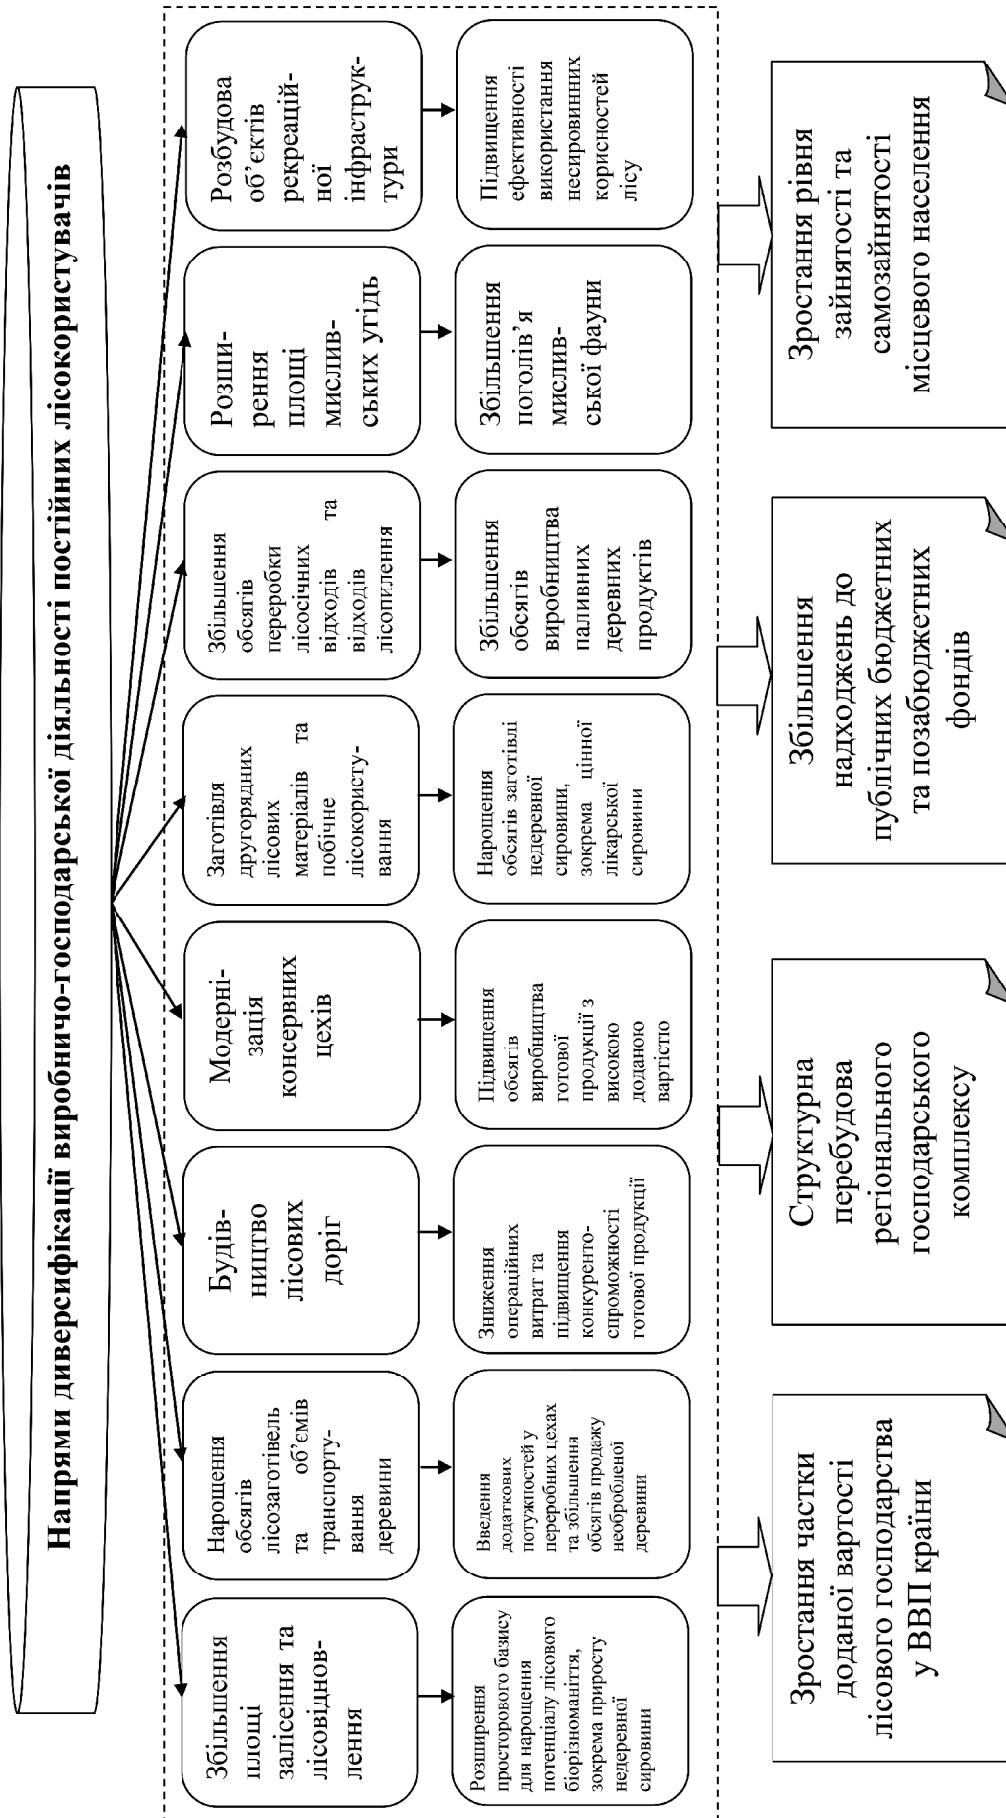 Напрями диверсифікації виробничо-господарської діяльності постійних лісокористувачів
Збільшення
площі
залісення та
лісовіднов-
лення
Нарощення
обсягів
лісозаготівель
та об’ємів
транспорту-
вання
деревини
Будів-
ництво
лісових
доріг
Модерні-
зація
консервних
цехів
Заготівля
другорядних
лісових
матеріалів та
побічне
лісокористу-
вання
Збільшення
обсягів
переробки
лісосічних
відходів та
відходів
лісопилення
Розши-
рення
площі
мислив-
ських угідь
Розбудова
об’єктів
рекреацій-
ної
інфраструк-
тури
Розширення
просторового базису
для нарощення
потенціалу лісового
біорізноманіття,
зокрема приросту
недеревної
сировини
Введення
додаткових
потужностей у
переробних цехах
та збільшення
обсягів продажу
необробленої
деревини
Зниження
операційних
витрат та
підвищення
конкуренто-
спроможності
готової продукції
Підвищення
обсягів
виробництва
готової
продукції з
високою
доданою
вартістю
Нарощення
обсягів заготівлі
недеревної
сировини,
зокрема цінної
лікарської
сировини
Збільшення
обсягів
виробництва
паливних
деревних
продуктів
Збільшення
поголів’я
мислив-
ської фауни
Підвищення
ефективності
використання
несировинних
корисностей
лісу
Зростання частки
доданої вартості
лісового господарства
у ВВП країни
Структурна
перебудова
регіонального
господарського
комплексу
Збільшення
надходжень до
публічних бюджетних
та позабюджетних
фондів
Зростання рівня
зайнятості та
самозайнятості
місцевого населення